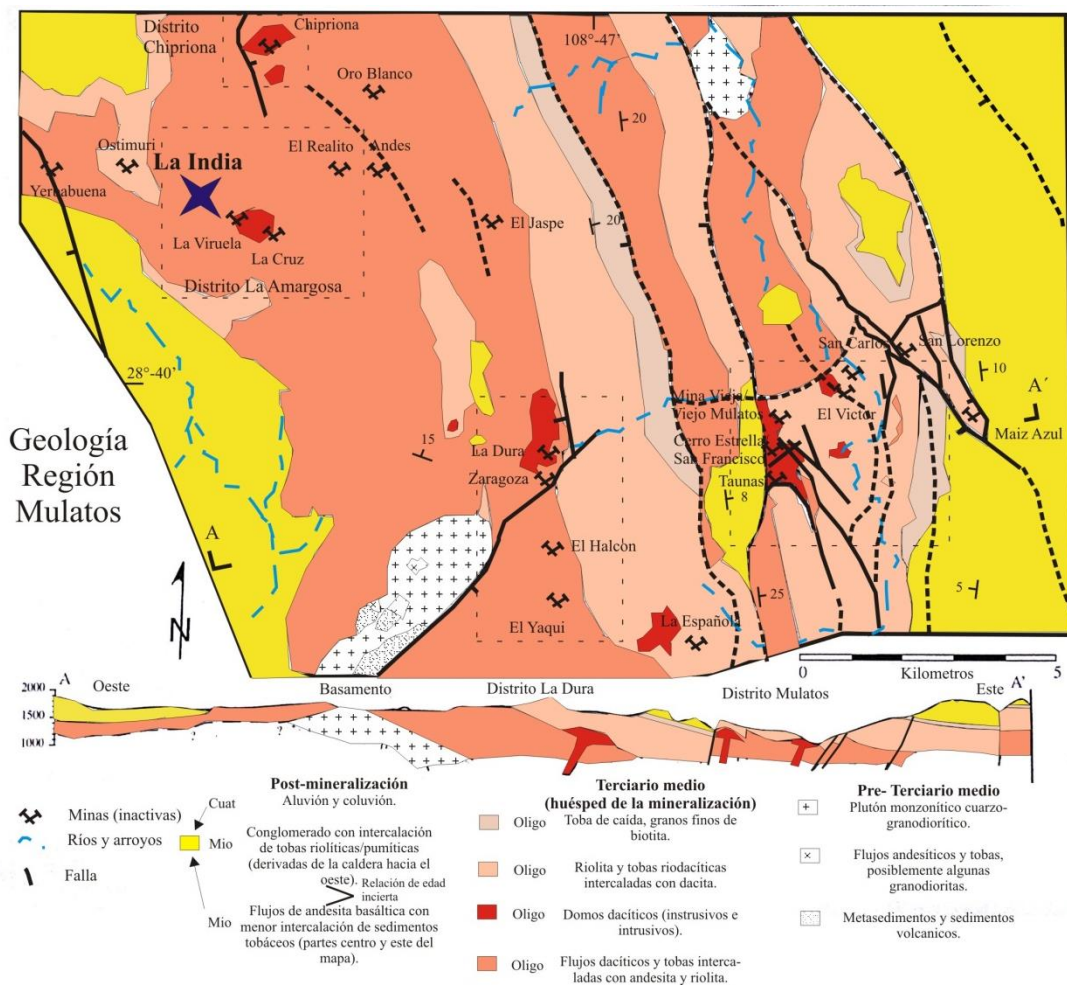 Distrito
Chipriona
Chipriona
108°-47'
Oro Blanco
20
Ostimuri
La India
El Realito
Andes
Yerbabuena
La Viruela
La Cruz
El Jaspe
20
Distrito La Amargosa
28°-40'
San Carlos
San Lorenzo
10
A'
Mina Vieja/
Viejo Mulatos
El Victor
Maiz Azul
Geología
Región
Mulatos
15
La Dura
Cerro Estrella
San Francisco
Zaragoza
Taunas
8
A
El Halcon
5
N
El Yaqui
25
La Española
0
5
Kilometros
A
Oeste
Basamento
Distrito La Dura
Distrito Mulatos
Este
A'
2000
1500
1000
?
?
Minas (inactivas)
Ríos y arroyos
Falla
Post-mineralización
Aluvión y coluvión.
Cuat
Mio
Conglomerado con intercalación
de tobas riolíticas/pumíticas
(derivadas de la caldera hacia el
oeste).
Relación de edad
incierta
Mio
Flujos de andesita basáltica con
menor intercalación de sedimentos
tobáceos (partes centro y este del
mapa).
Terciario medio
(huésped de la mineralización)
Oligo
Toba de caída, granos finos de
biotita.
Oligo
Riolita y tobas riodacíticas
intercaladas con dacita.
Oligo
Domos dacíticos (instrusivos e
intrusivos).
Oligo
Flujos dacíticos y tobas interca-
ladas con andesita y riolita.
Pre- Terciario medio
Plutón monzonítico cuarzo-
granodiorítico.
Flujos andesíticos y tobas,
posiblemente algunas
granodioritas.
Metasedimentos y sedimentos
volcanicos.